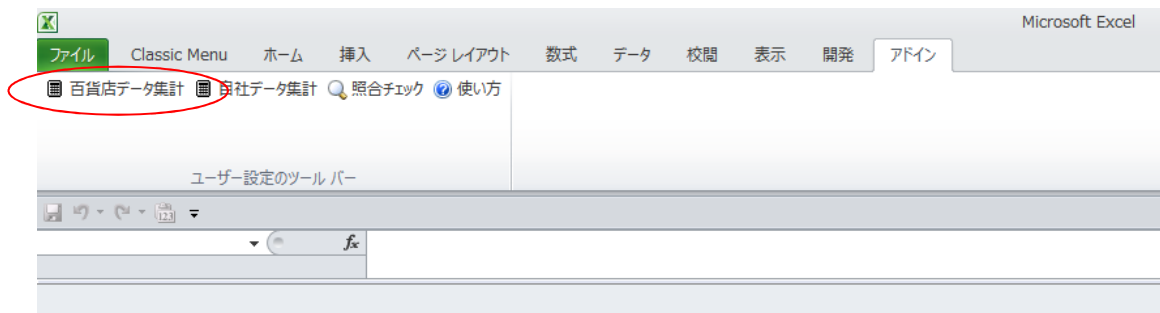 Microsoft Excel
ファイル Classic Menu ホーム 挿入 ページ レイアウト 数式 データ 校閲 表示 開発 アドイン
百貨店データ集計 自社データ集計 照合チェック 使い方
ユーザー設定のツール バー
123
fx